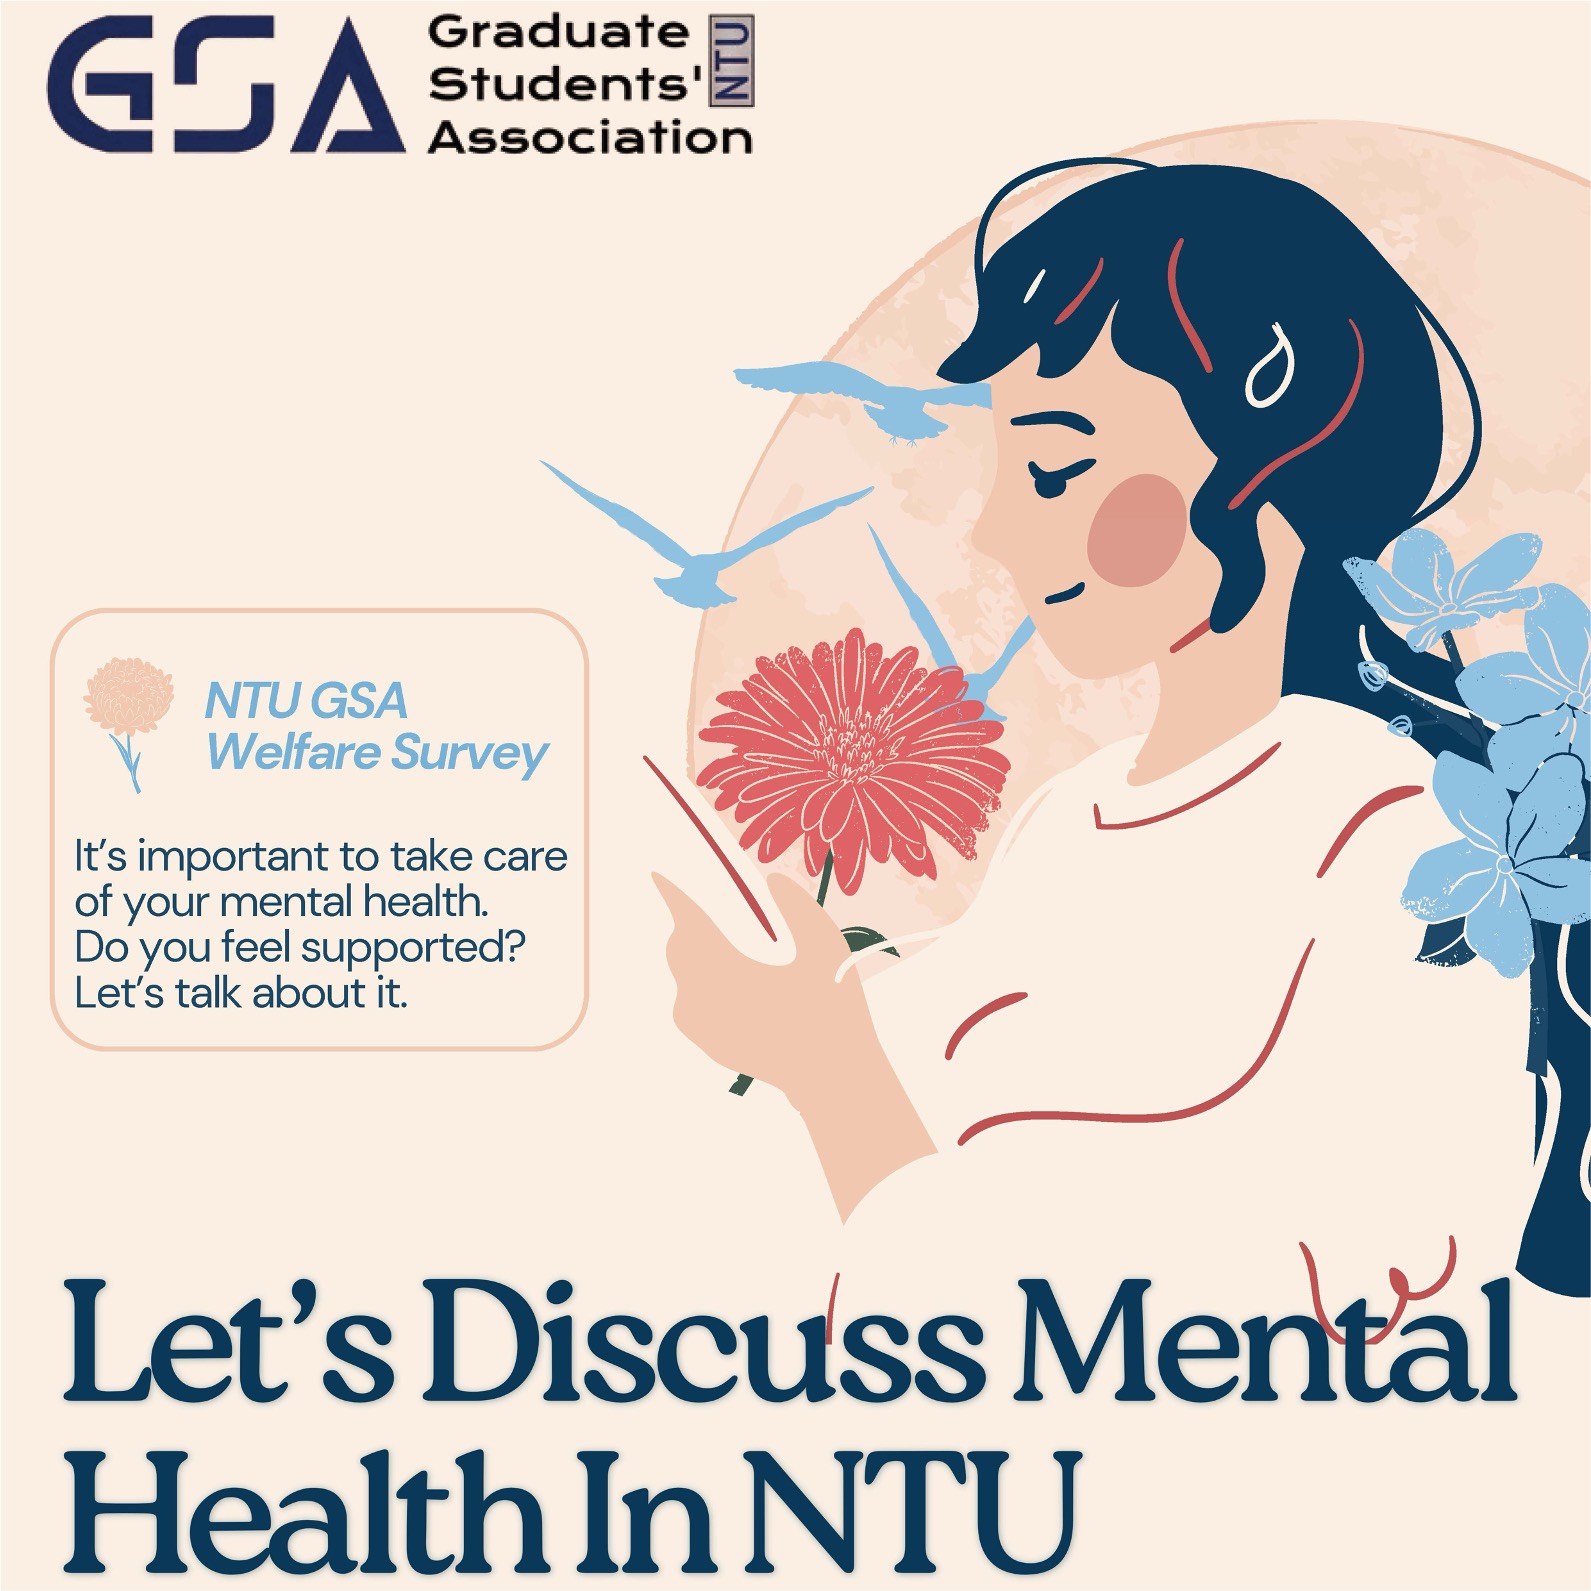 GSA
Graduate
Students'
Association
NTU
NTU GSA
Welfare Survey
It’s important to take care
of your mental health.
Do you feel supported?
Let’s talk about it.
Let’s Discuss Mental
Health In NTU